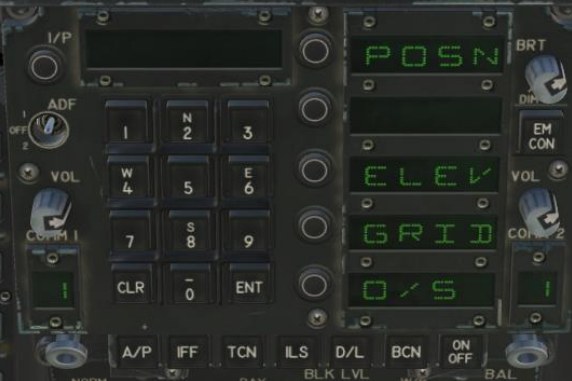 I/P
POSN
BRT
ADF
1
OFF
2
DIM
1
N
2
3
EM
CON
VOL
W
4
5
E
6
ELEV
VOL
COMM 1
7
S
8
9
GRID
COMM 2
1
CLR
–
0
ENT
O/S
1
A/P
IFF
TCN
ILS
D/L
BCN
ON
OFF
BLK LVL
BAL